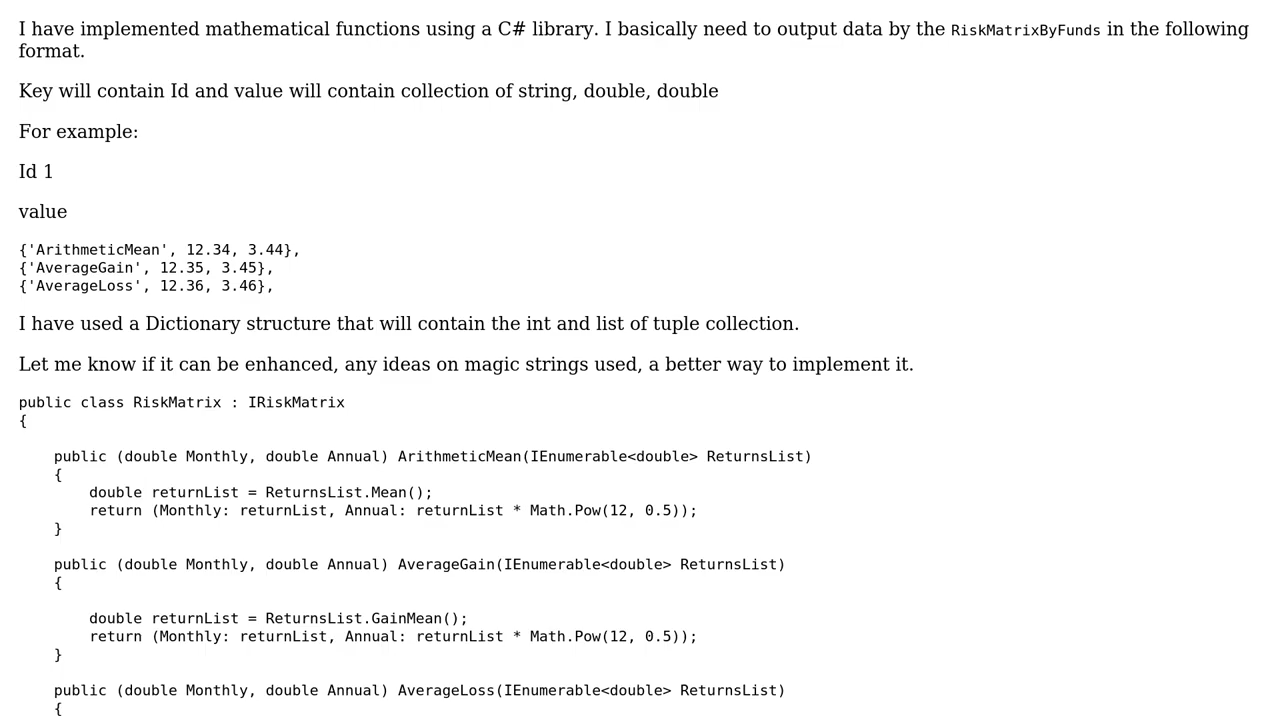 I have implemented mathematical functions using a C# library. I basically need to output data by the RiskMatrixByFunds in the following
format.
Key will contain Id and value will contain collection of string, double, double
For example:
Id 1
value
{'ArithmeticMean', 12.34, 3.44},
{'AverageGain', 12.35, 3.45},
{'AverageLoss', 12.36, 3.46},
I have used a Dictionary structure that will contain the int and list of tuple collection.
Let me know if it can be enhanced, any ideas on magic strings used, a better way to implement it.
public class RiskMatrix : IRiskMatrix
{
    public (double Monthly, double Annual) ArithmeticMean(IEnumerable<double> ReturnsList)
    {
        double returnList = ReturnsList.Mean();
        return (Monthly: returnList, Annual: returnList * Math.Pow(12, 0.5));
    }
    public (double Monthly, double Annual) AverageGain(IEnumerable<double> ReturnsList)
    {
        double returnList = ReturnsList.GainMean();
        return (Monthly: returnList, Annual: returnList * Math.Pow(12, 0.5));
    }
    public (double Monthly, double Annual) AverageLoss(IEnumerable<double> ReturnsList)
    {